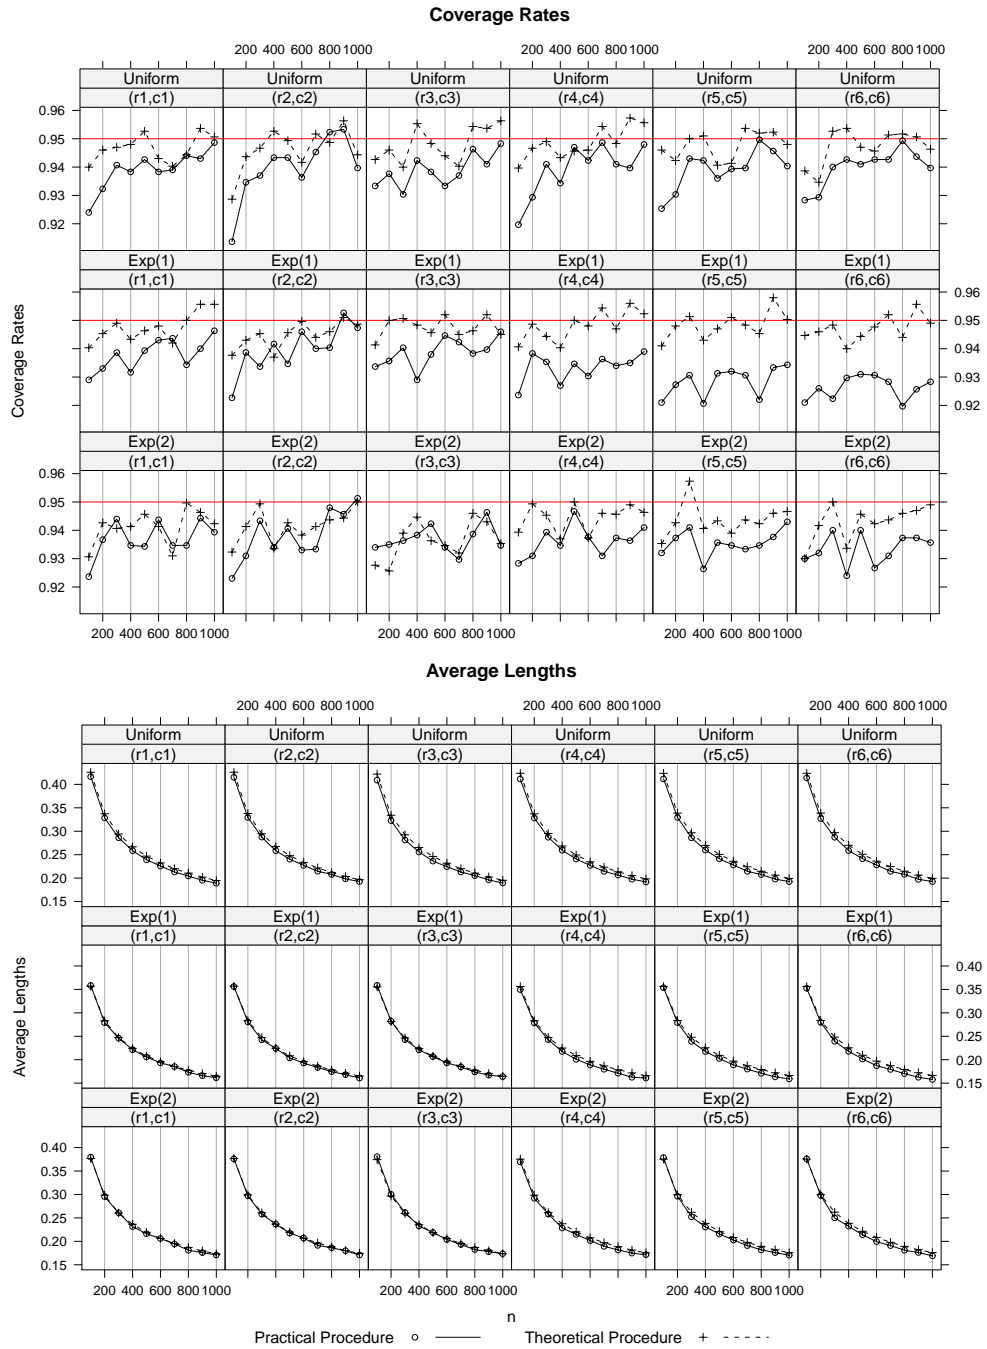 Coverage Rates
200 400 600 800 1000 200 400 600 800 1000 200 400 600 800 1000
Uniform Uniform Uniform Uniform Uniform Uniform
(r1,c1) (r2,c2) (r3,c3) (r4,c4) (r5,c5) (r6,c6)
0.96
0.95
0.94
0.93
0.92
Exp(1) Exp(1) Exp(1) Exp(1) Exp(1) Exp(1)
(r1,c1) (r2,c2) (r3,c3) (r4,c4) (r5,c5) (r6,c6)
0.96
0.95
0.94
0.93
0.92
Coverage Rates
Exp(2) Exp(2) Exp(2) Exp(2) Exp(2) Exp(2)
(r1,c1) (r2,c2) (r3,c3) (r4,c4) (r5,c5) (r6,c6)
0.96
0.95
0.94
0.93
0.92
200 400 600 800 1000 200 400 600 800 1000 200 400 600 800 1000
Average Lengths
200 400 600 800 1000 200 400 600 800 1000 200 400 600 800 1000
Uniform Uniform Uniform Uniform Uniform Uniform
(r1,c1) (r2,c2) (r3,c3) (r4,c4) (r5,c5) (r6,c6)
0.40
0.35
0.30
0.25
0.20
0.15
Exp(1) Exp(1) Exp(1) Exp(1) Exp(1) Exp(1)
(r1,c1) (r2,c2) (r3,c3) (r4,c4) (r5,c5) (r6,c6)
0.40
0.35
0.30
0.25
0.20
0.15
Average Lengths
Exp(2) Exp(2) Exp(2) Exp(2) Exp(2) Exp(2)
(r1,c1) (r2,c2) (r3,c3) (r4,c4) (r5,c5) (r6,c6)
0.40
0.35
0.30
0.25
0.20
0.15
200 400 600 800 1000 200 400 600 800 1000 200 400 600 800 1000
n
Practical Procedure Theoretical Procedure